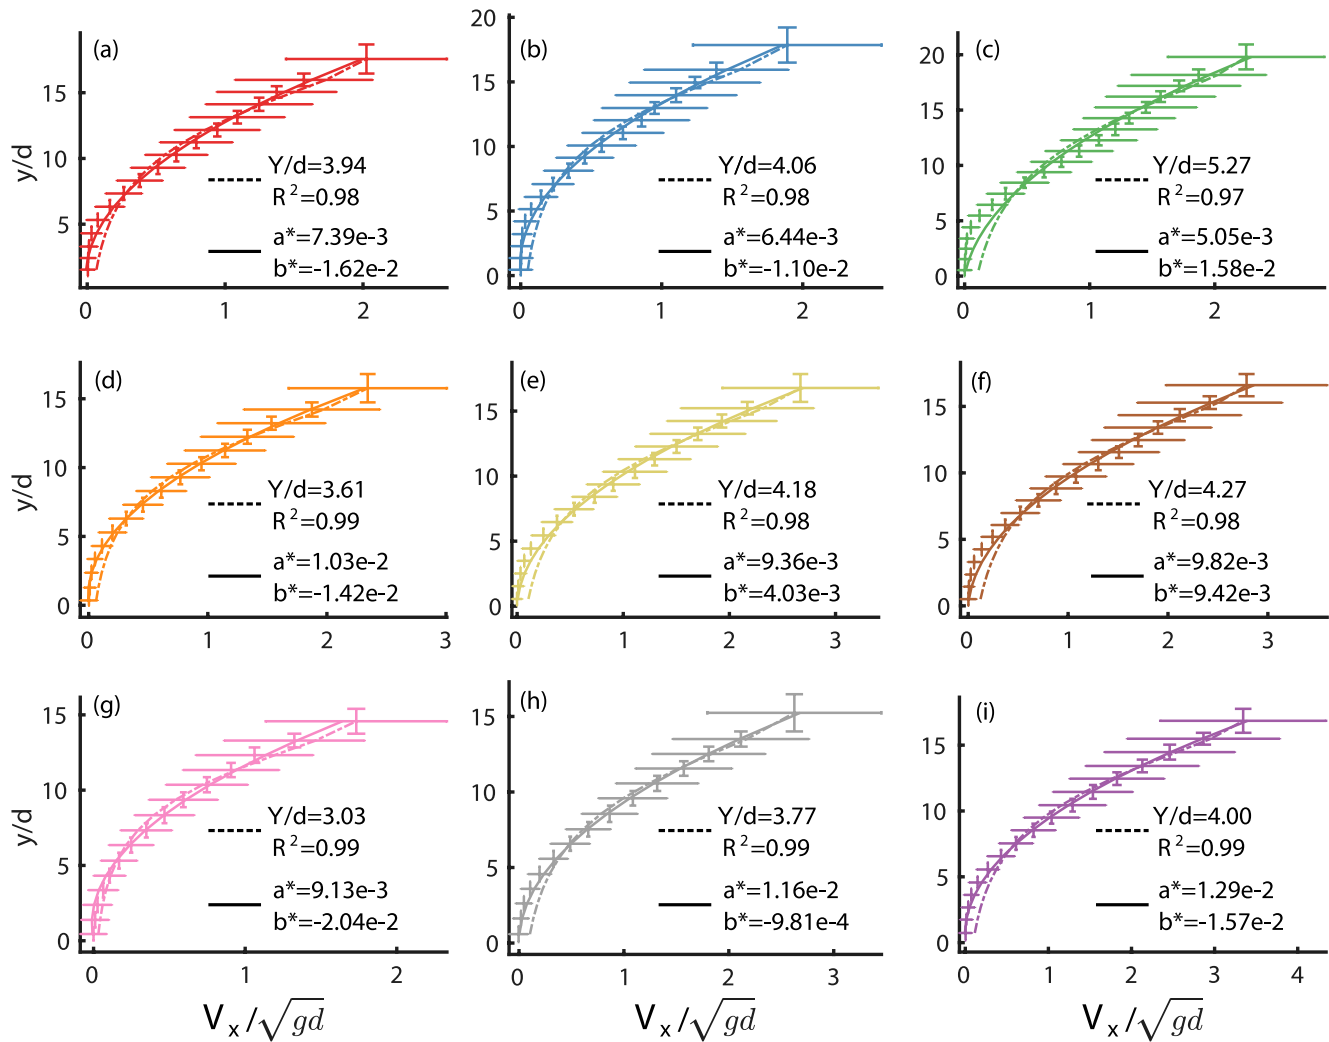 (a)
y/d
15
10
5
0
1
2
Y/d=3.94
R²=0.98
a*=7.39e-3
b*=-1.62e-2
(b)
20
15
10
5
0
0
1
2
Y/d=4.06
R²=0.98
a*=6.44e-3
b*=-1.10e-2
(c)
20
15
10
5
0
0
1
2
Y/d=5.27
R²=0.97
a*=5.05e-3
b*=1.58e-2
(d)
y/d
15
10
5
0
0
1
2
3
Y/d=3.61
R²=0.99
a*=1.03e-2
b*=-1.42e-2
(e)
15
10
5
0
0
1
2
3
Y/d=4.18
R²=0.98
a*=9.36e-3
b*=4.03e-3
(f)
15
10
5
0
0
1
2
3
Y/d=4.27
R²=0.98
a*=9.82e-3
b*=9.42e-3
(g)
y/d
15
10
5
0
0
1
2
Y/d=3.03
R²=0.99
a*=9.13e-3
b*=-2.04e-2
Vx/√gd
(h)
15
10
5
0
0
1
2
3
Y/d=3.77
R²=0.99
a*=1.16e-2
b*=-9.81e-4
Vx/√gd
(i)
15
10
5
0
0
1
2
3
4
Y/d=4.00
R²=0.99
a*=1.29e-2
b*=-1.57e-2
Vx/√gd